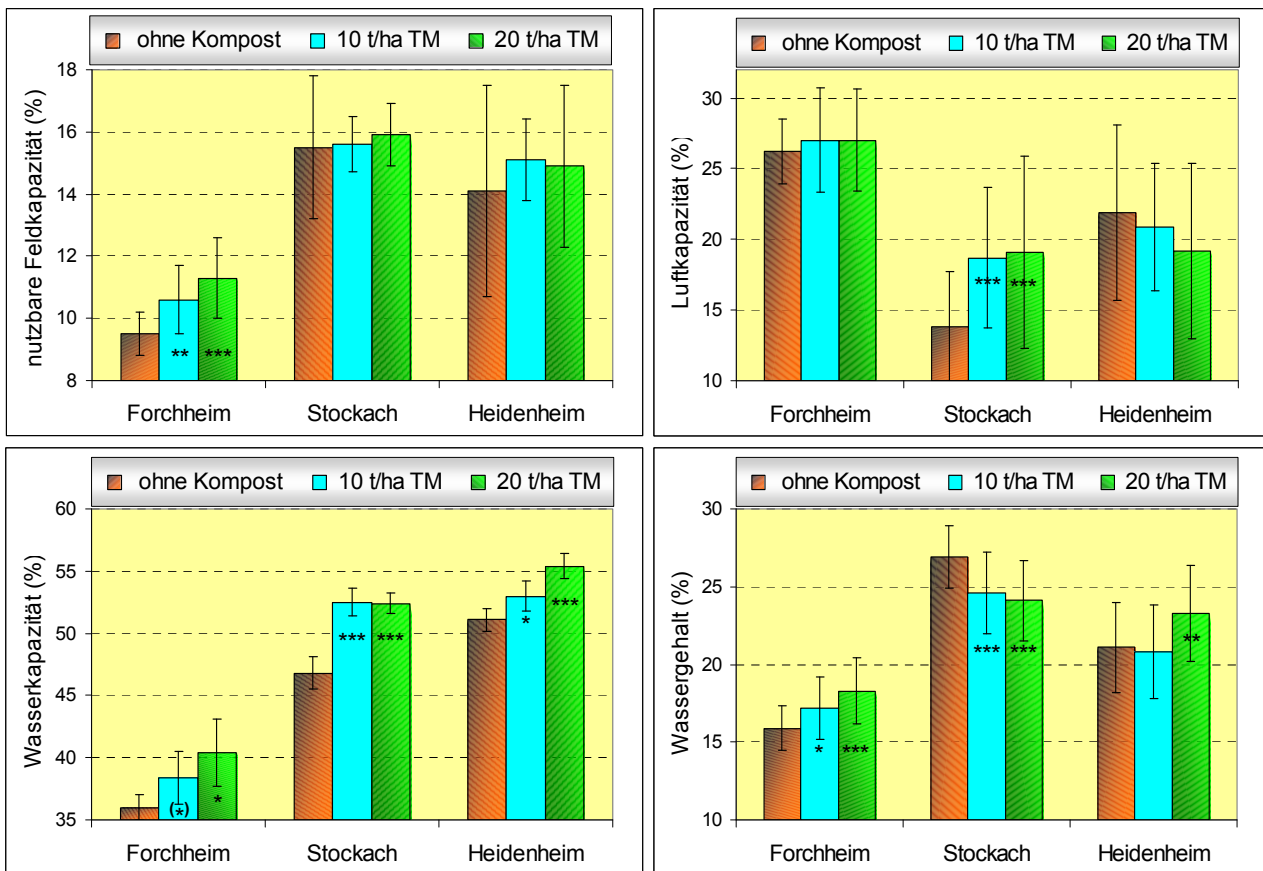 ohne Kompost 10 t/ha TM 20 t/ha TM
nutzbare Feldkapazität (%)
18
16
14
12
10
8
** ***
Forchheim Stockach Heidenheim
ohne Kompost 10 t/ha TM 20 t/ha TM
Luftkapazität (%)
30
25
20
15
10
*** ***
Forchheim Stockach Heidenheim
ohne Kompost 10 t/ha TM 20 t/ha TM
Wasserkapazität (%)
60
55
50
45
40
35
(*) * *** *** * ***
Forchheim Stockach Heidenheim
ohne Kompost 10 t/ha TM 20 t/ha TM
Wassergehalt (%)
30
25
20
15
10
* *** *** *** **
Forchheim Stockach Heidenheim